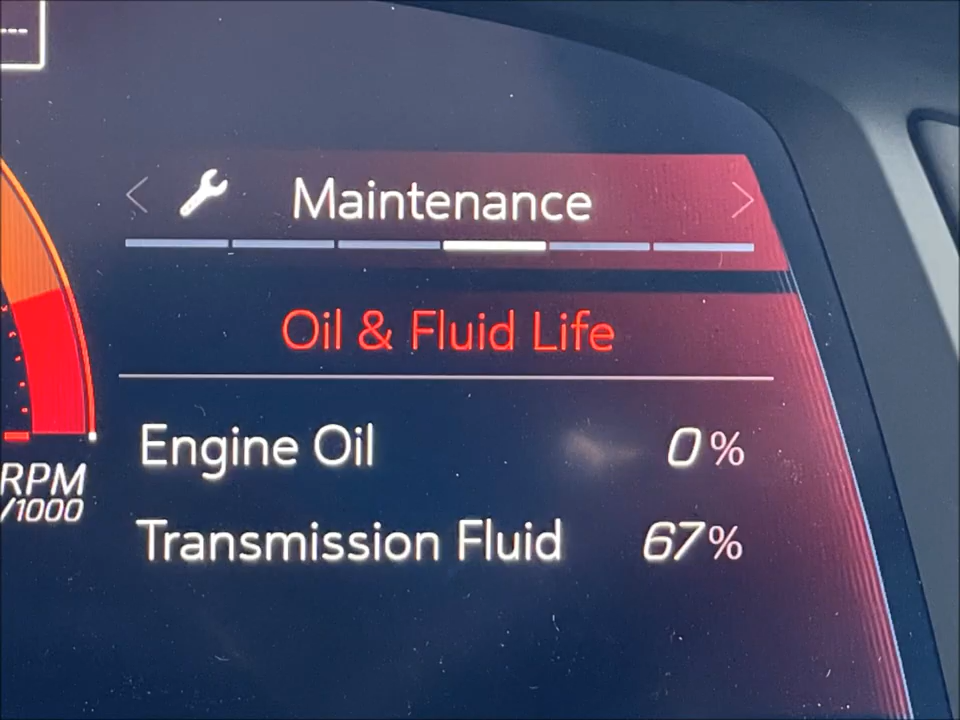 Maintenance
Oil & Fluid Life
Engine Oil 0%
Transmission Fluid 67%
RPM
/1000